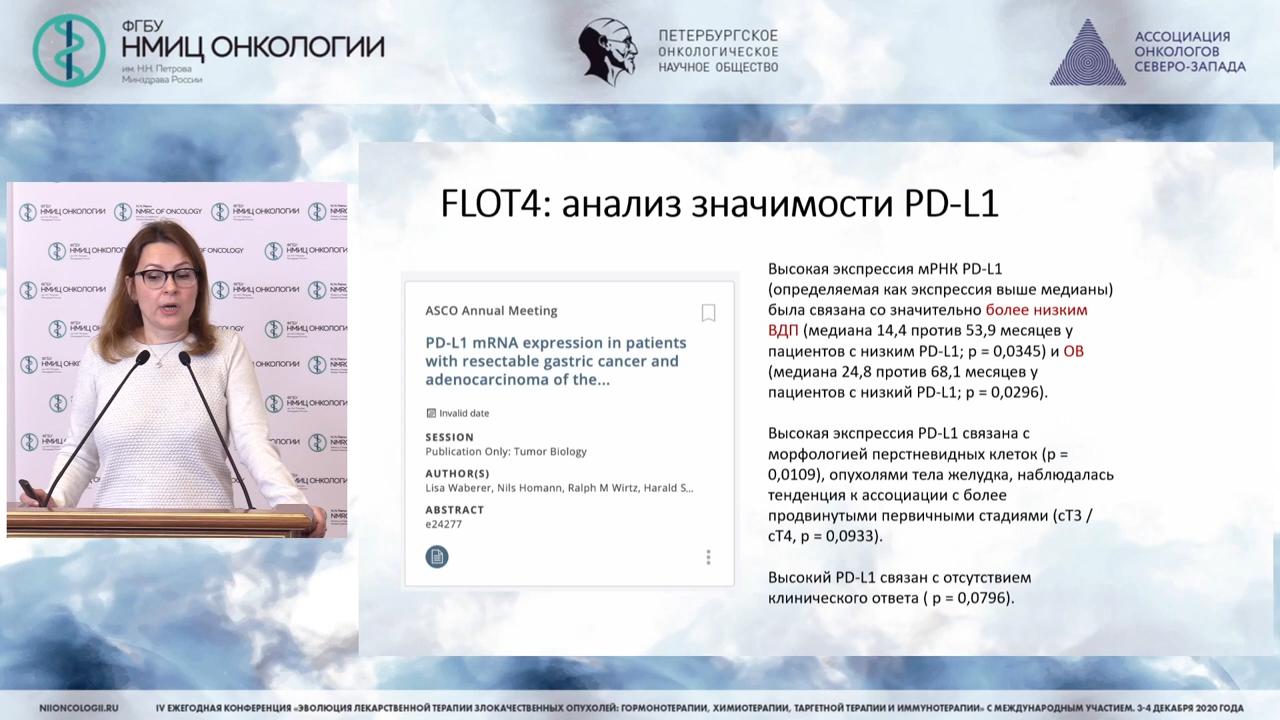 ФГБУ
НМИЦ ОНКОЛОГИИ
им. Н.Н. Петрова
Минздрава России
ПЕТЕРБУРГСКОЕ
ОНКОЛОГИЧЕСКОЕ
НАУЧНОЕ ОБЩЕСТВО
АССОЦИАЦИЯ
ОНКОЛОГОВ
СЕВЕРО-ЗАПАДА
FLOT4: анализ значимости PD-L1
ASCO Annual Meeting
PD-L1 mRNA expression in patients
with resectable gastric cancer and
adenocarcinoma of the...
Invalid date
SESSION
Publication Only: Tumor Biology
AUTHOR(S)
Lisa Waberer, Nils Homann, Ralph M Wirtz, Harald S...
ABSTRACT
e24277
Высокая экспрессия мРНК PD-L1
(определяемая как экспрессия выше медианы)
была связана со значительно более низким
ВДП (медиана 14,4 против 53,9 месяцев у
пациентов с низким PD-L1; p = 0,0345) и ОВ
(медиана 24,8 против 68,1 месяцев у
пациентов с низкий PD-L1; p = 0,0296).
Высокая экспрессия PD-L1 связана с
морфологией перстневидных клеток (p =
0,0109), опухолями тела желудка, наблюдалась
тенденция к ассоциации с более
продвинутыми первичными стадиями (cT3 /
cT4, p = 0,0933).
Высокий PD-L1 связан с отсутствием
клинического ответа ( p = 0,0796).
NIIONCOLOGII.RU
IV ЕЖЕГОДНАЯ КОНФЕРЕНЦИЯ «ЭВОЛЮЦИЯ ЛЕКАРСТВЕННОЙ ТЕРАПИИ ЗЛОКАЧЕСТВЕННЫХ ОПУХОЛЕЙ: ГОРМОНОТЕРАПИИ, ХИМИОТЕРАПИИ, ТАРГЕТНОЙ ТЕРАПИИ И ИММУНОТЕРАПИИ» С МЕЖДУНАРОДНЫМ УЧАСТИЕМ. 3-4 ДЕКАБРЯ 2020 ГОДА